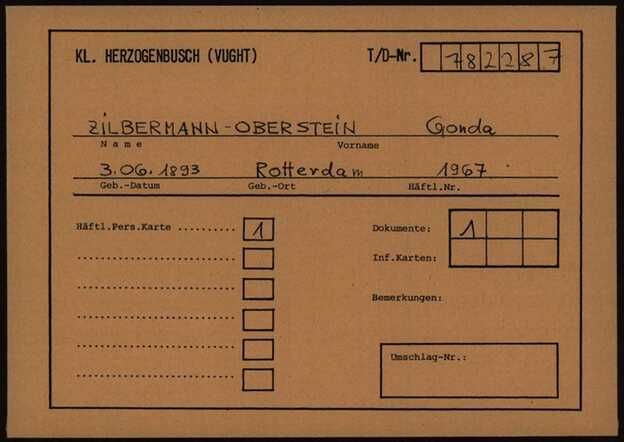 KL. HERZOGENBUSCH (VUGHT) T/D-Nr. 782287
ZILBERMANN-OBERSTEIN Gonda
Name Vorname
3.06.1893 Rotterdam 1967
Geb.-Datum Geb.-Ort Häftl.Nr.
Häftl.Pers.Karte .......... 1 Dokumente: 1
Inf.Karten:
Bemerkungen:
Umschlag-Nr.: